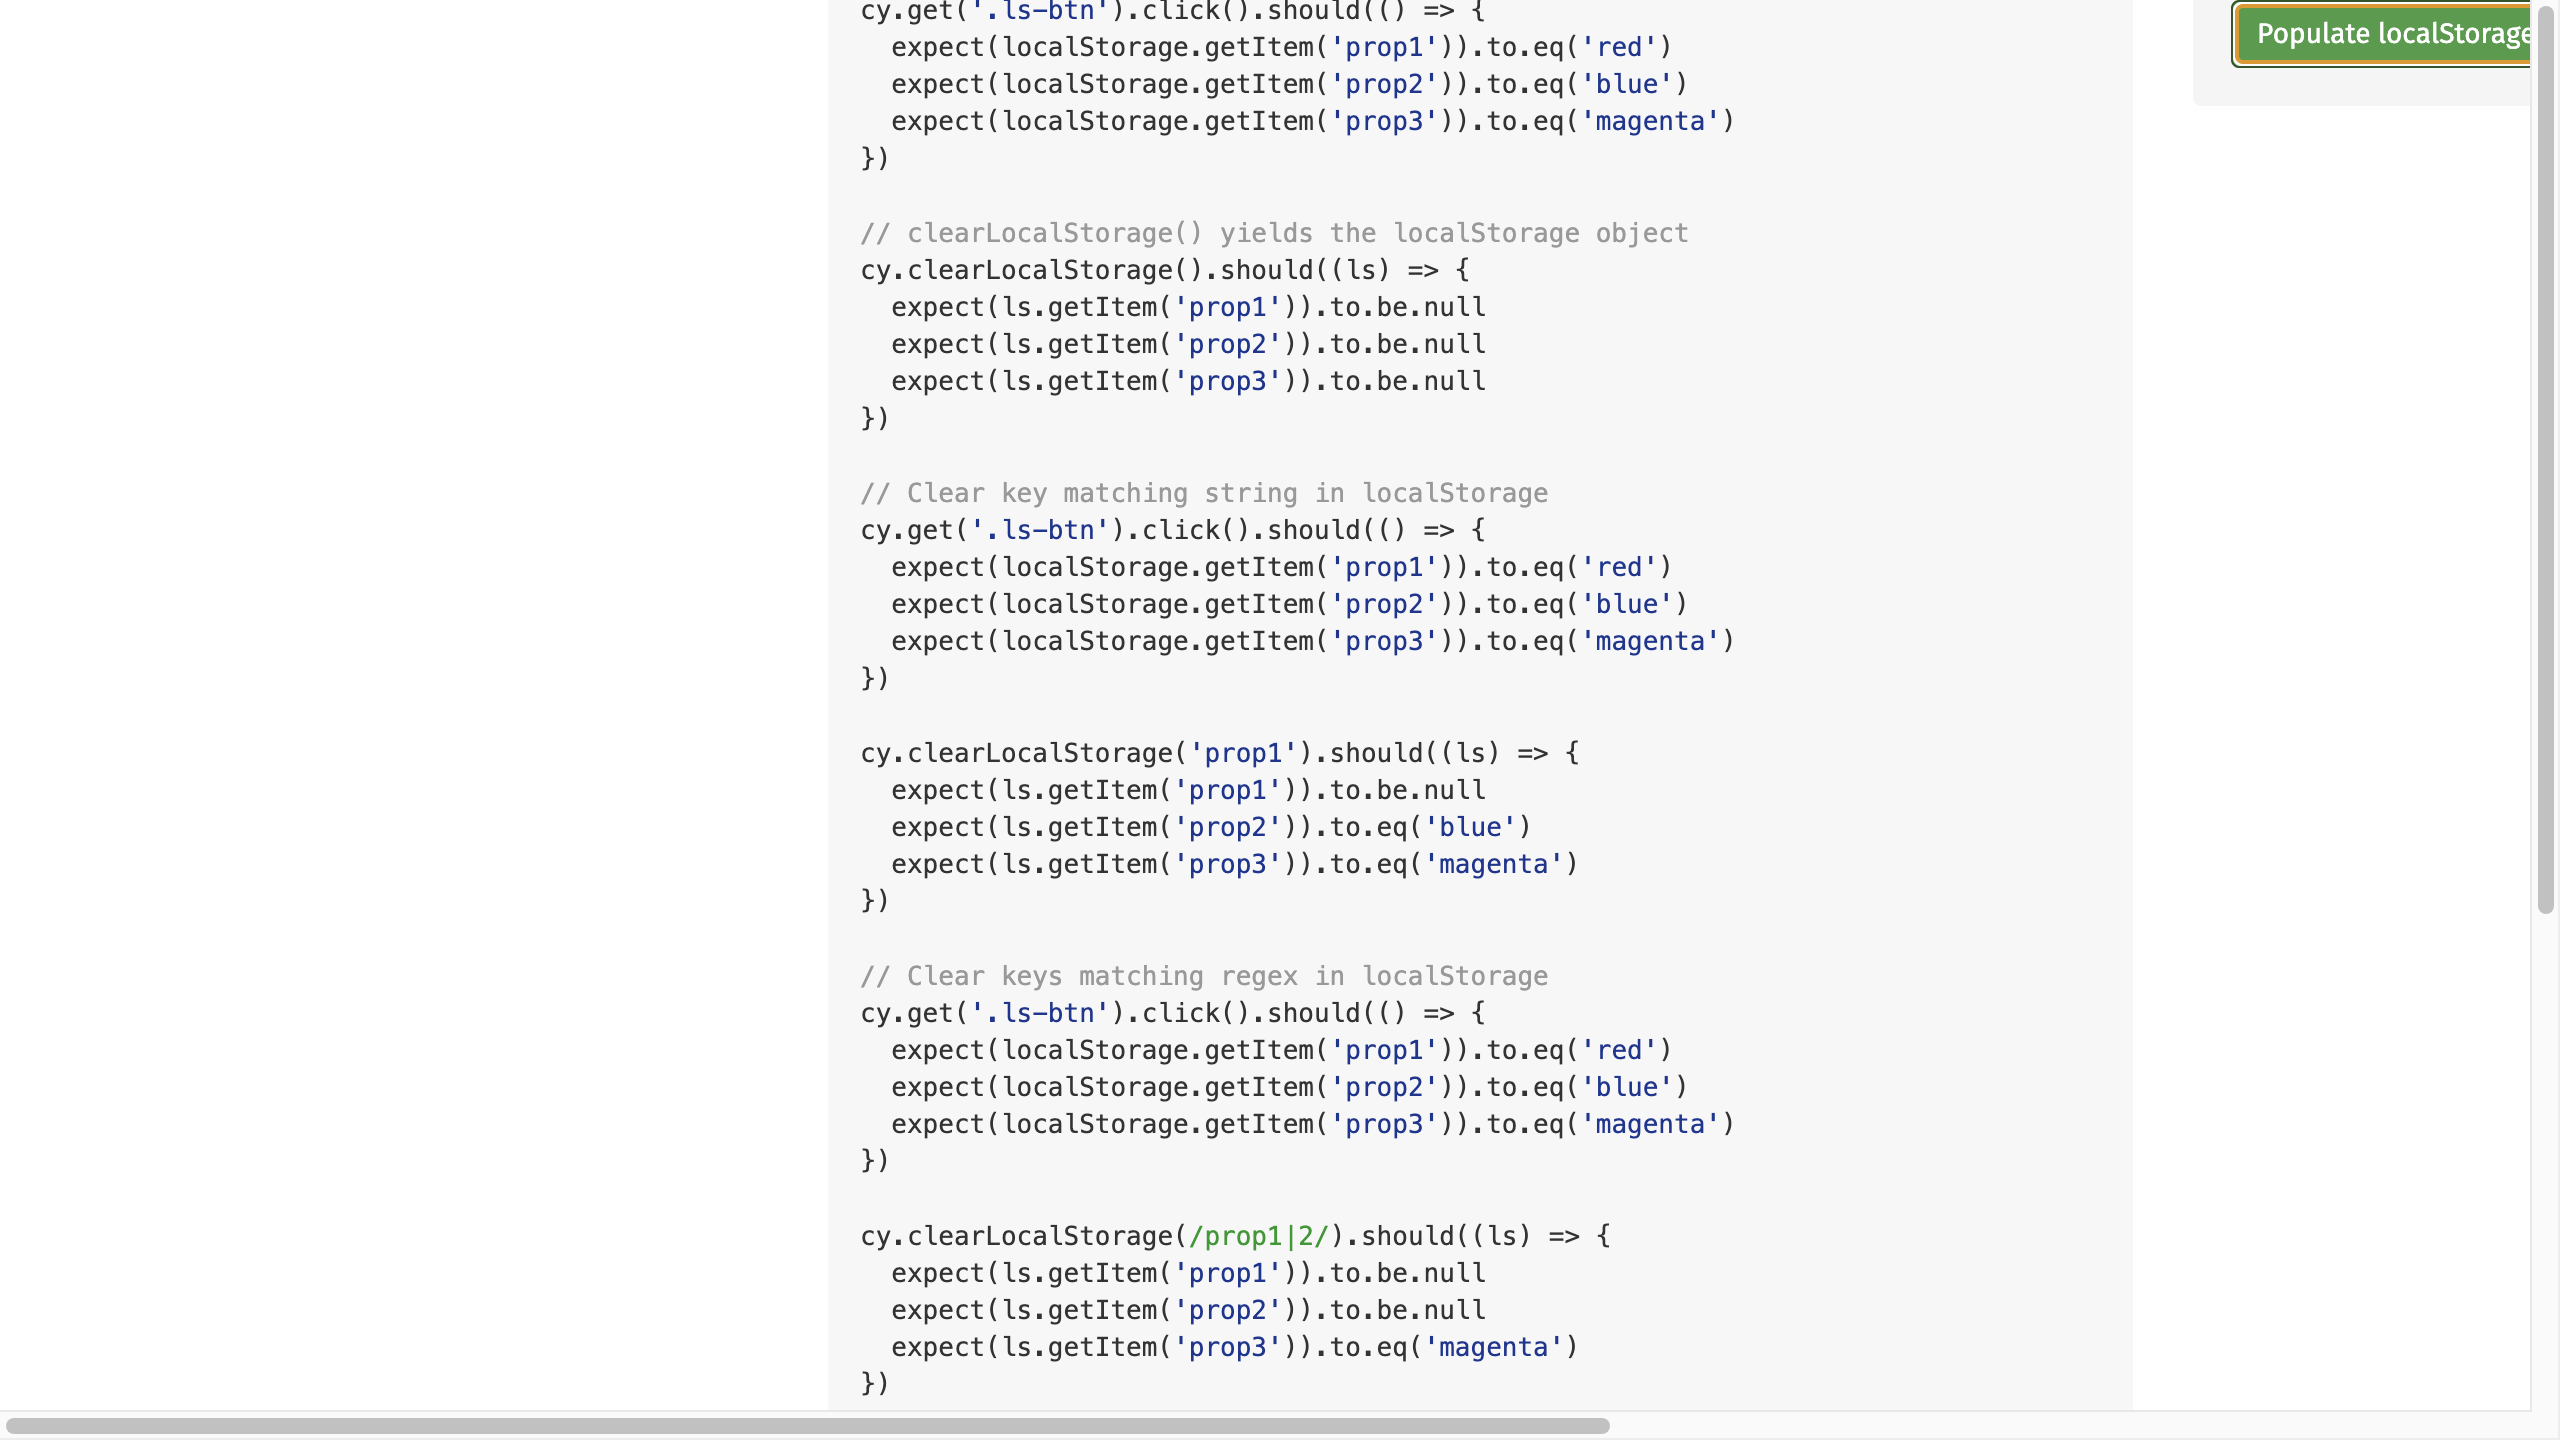 cy.get('.ls-btn').click().should(() => {
  expect(localStorage.getItem('prop1')).to.eq('red')
  expect(localStorage.getItem('prop2')).to.eq('blue')
  expect(localStorage.getItem('prop3')).to.eq('magenta')
})

// clearLocalStorage() yields the localStorage object
cy.clearLocalStorage().should((ls) => {
  expect(ls.getItem('prop1')).to.be.null
  expect(ls.getItem('prop2')).to.be.null
  expect(ls.getItem('prop3')).to.be.null
})

// Clear key matching string in localStorage
cy.get('.ls-btn').click().should(() => {
  expect(localStorage.getItem('prop1')).to.eq('red')
  expect(localStorage.getItem('prop2')).to.eq('blue')
  expect(localStorage.getItem('prop3')).to.eq('magenta')
})

cy.clearLocalStorage('prop1').should((ls) => {
  expect(ls.getItem('prop1')).to.be.null
  expect(ls.getItem('prop2')).to.eq('blue')
  expect(ls.getItem('prop3')).to.eq('magenta')
})

// Clear keys matching regex in localStorage
cy.get('.ls-btn').click().should(() => {
  expect(localStorage.getItem('prop1')).to.eq('red')
  expect(localStorage.getItem('prop2')).to.eq('blue')
  expect(localStorage.getItem('prop3')).to.eq('magenta')
})

cy.clearLocalStorage(/prop1|2/).should((ls) => {
  expect(ls.getItem('prop1')).to.be.null
  expect(ls.getItem('prop2')).to.be.null
  expect(ls.getItem('prop3')).to.eq('magenta')
})
Populate localStorage